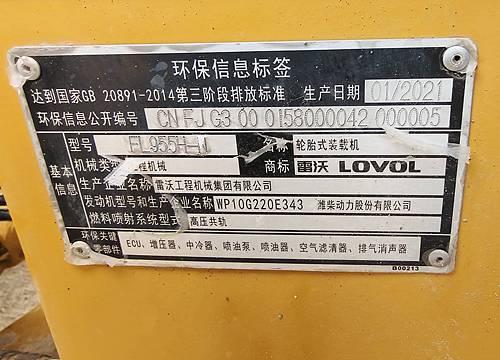 环保信息标签
达到国家GB 20891-2014第三阶段排放标准 生产日期 01/2021
环保信息公开编号 CN FJ G3 00 0158000042 000005
基本信息
型号 FL955H-U 名称 轮胎式装载机
机械类型 工程机械 商标 雷沃 LOVOL
生产企业名称 雷沃工程机械集团有限公司
发动机型号和生产企业名称 WP10G220E343 潍柴动力股份有限公司
燃料喷射系统型式 高压共轨
环保关键零部件 ECU、增压器、中冷器、喷油泵、喷油器、空气滤清器、排气消声器
B00213